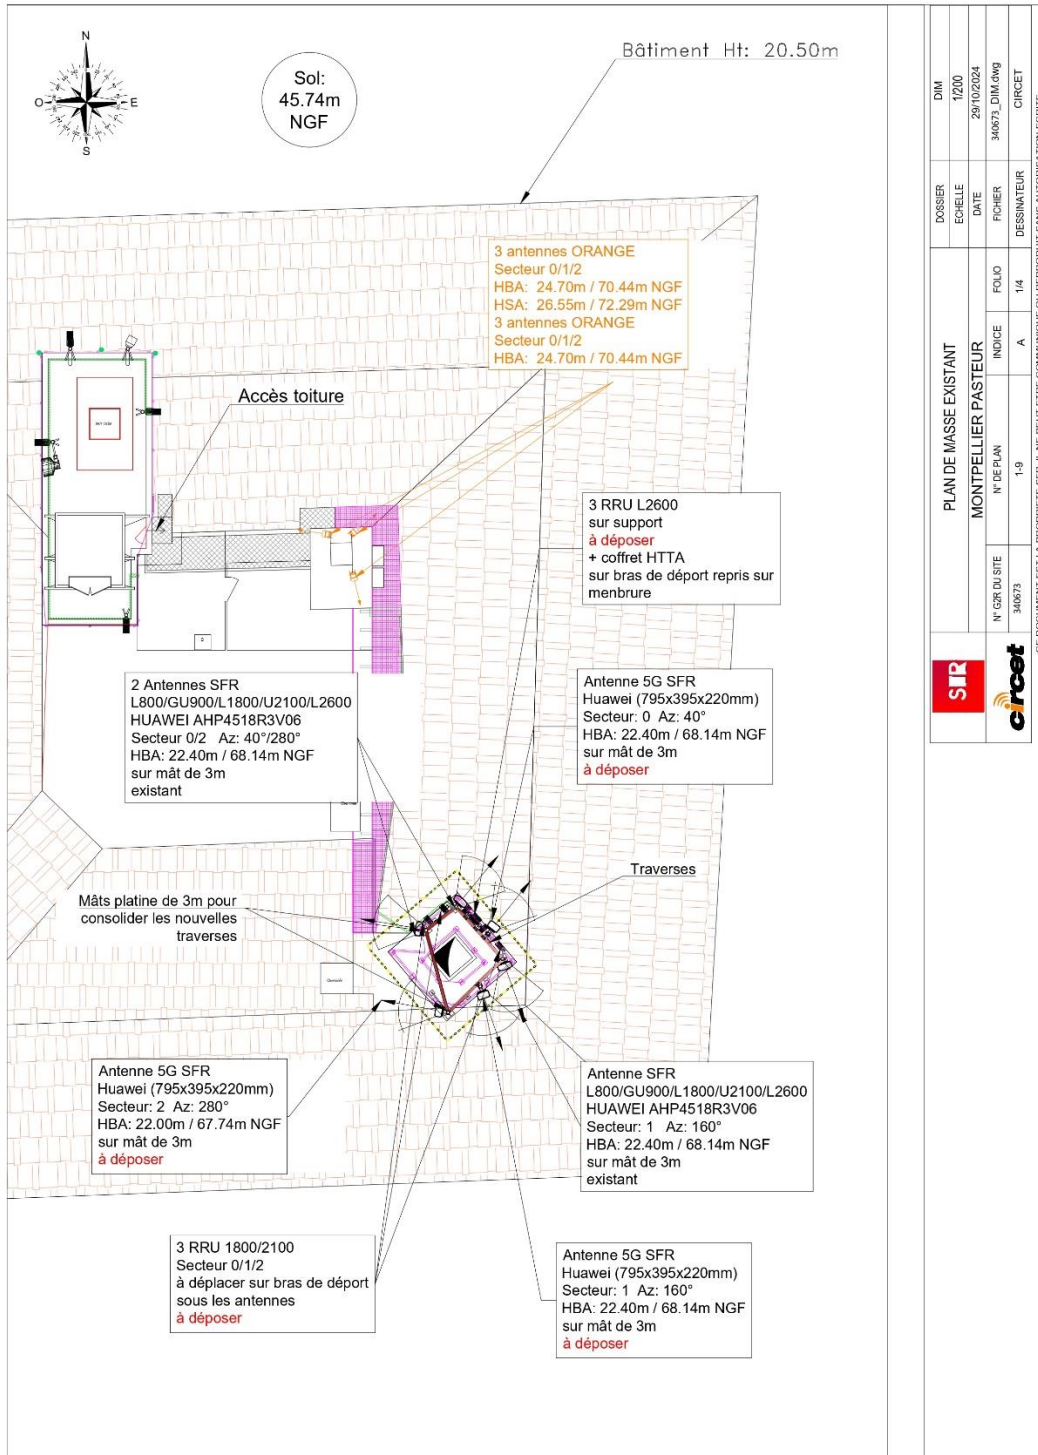 N
O
E
S
Sol:
45.74m
NGF
Bâtiment Ht: 20.50m
3 antennes ORANGE
Secteur 0/1/2
HBA: 24.70m / 70.44m NGF
HSA: 26.55m / 72.29m NGF
3 antennes ORANGE
Secteur 0/1/2
HBA: 24.70m / 70.44m NGF
Accès toiture
3 RRU L2600
sur support
à déposer
+ coffret HTTA
sur bras de déport repris sur
menbrure
2 Antennes SFR
L800/GU900/L1800/U2100/L2600
HUAWEI AHP4518R3V06
Secteur 0/2 Az: 40°/280°
HBA: 22.40m / 68.14m NGF
sur mât de 3m
existant
Antenne 5G SFR
Huawei (795x395x220mm)
Secteur: 0 Az: 40°
HBA: 22.40m / 68.14m NGF
sur mât de 3m
à déposer
Traverses
Mâts platine de 3m pour
consolider les nouvelles
traverses
Antenne 5G SFR
Huawei (795x395x220mm)
Secteur: 2 Az: 280°
HBA: 22.00m / 67.74m NGF
sur mât de 3m
à déposer
Antenne SFR
L800/GU900/L1800/U2100/L2600
HUAWEI AHP4518R3V06
Secteur: 1 Az: 160°
HBA: 22.40m / 68.14m NGF
sur mât de 3m
existant
3 RRU 1800/2100
Secteur 0/1/2
à déplacer sur bras de déport
sous les antennes
à déposer
Antenne 5G SFR
Huawei (795x395x220mm)
Secteur: 1 Az: 160°
HBA: 22.40m / 68.14m NGF
sur mât de 3m
à déposer
SFR
circet
PLAN DE MASSE EXISTANT
MONTPELLIER PASTEUR
N° G2R DU SITE
340673
N° DE PLAN
1-9
INDICE
A
FOLIO
1/4
DOSSIER
DIM
ECHELLE
1/200
DATE
29/10/2024
FICHIER
340673_DIM.dwg
DESSINATEUR
CIRCET